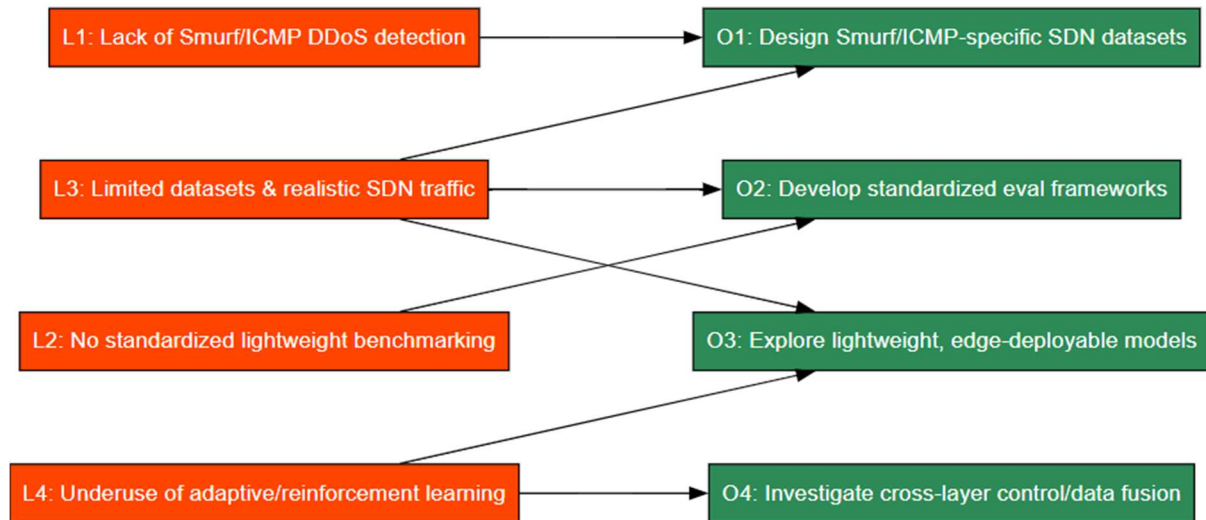 L1: Lack of Smurf/ICMP DDoS detection
O1: Design Smurf/ICMP-specific SDN datasets
L3: Limited datasets & realistic SDN traffic
O2: Develop standardized eval frameworks
L2: No standardized lightweight benchmarking
O3: Explore lightweight, edge-deployable models
L4: Underuse of adaptive/reinforcement learning
O4: Investigate cross-layer control/data fusion